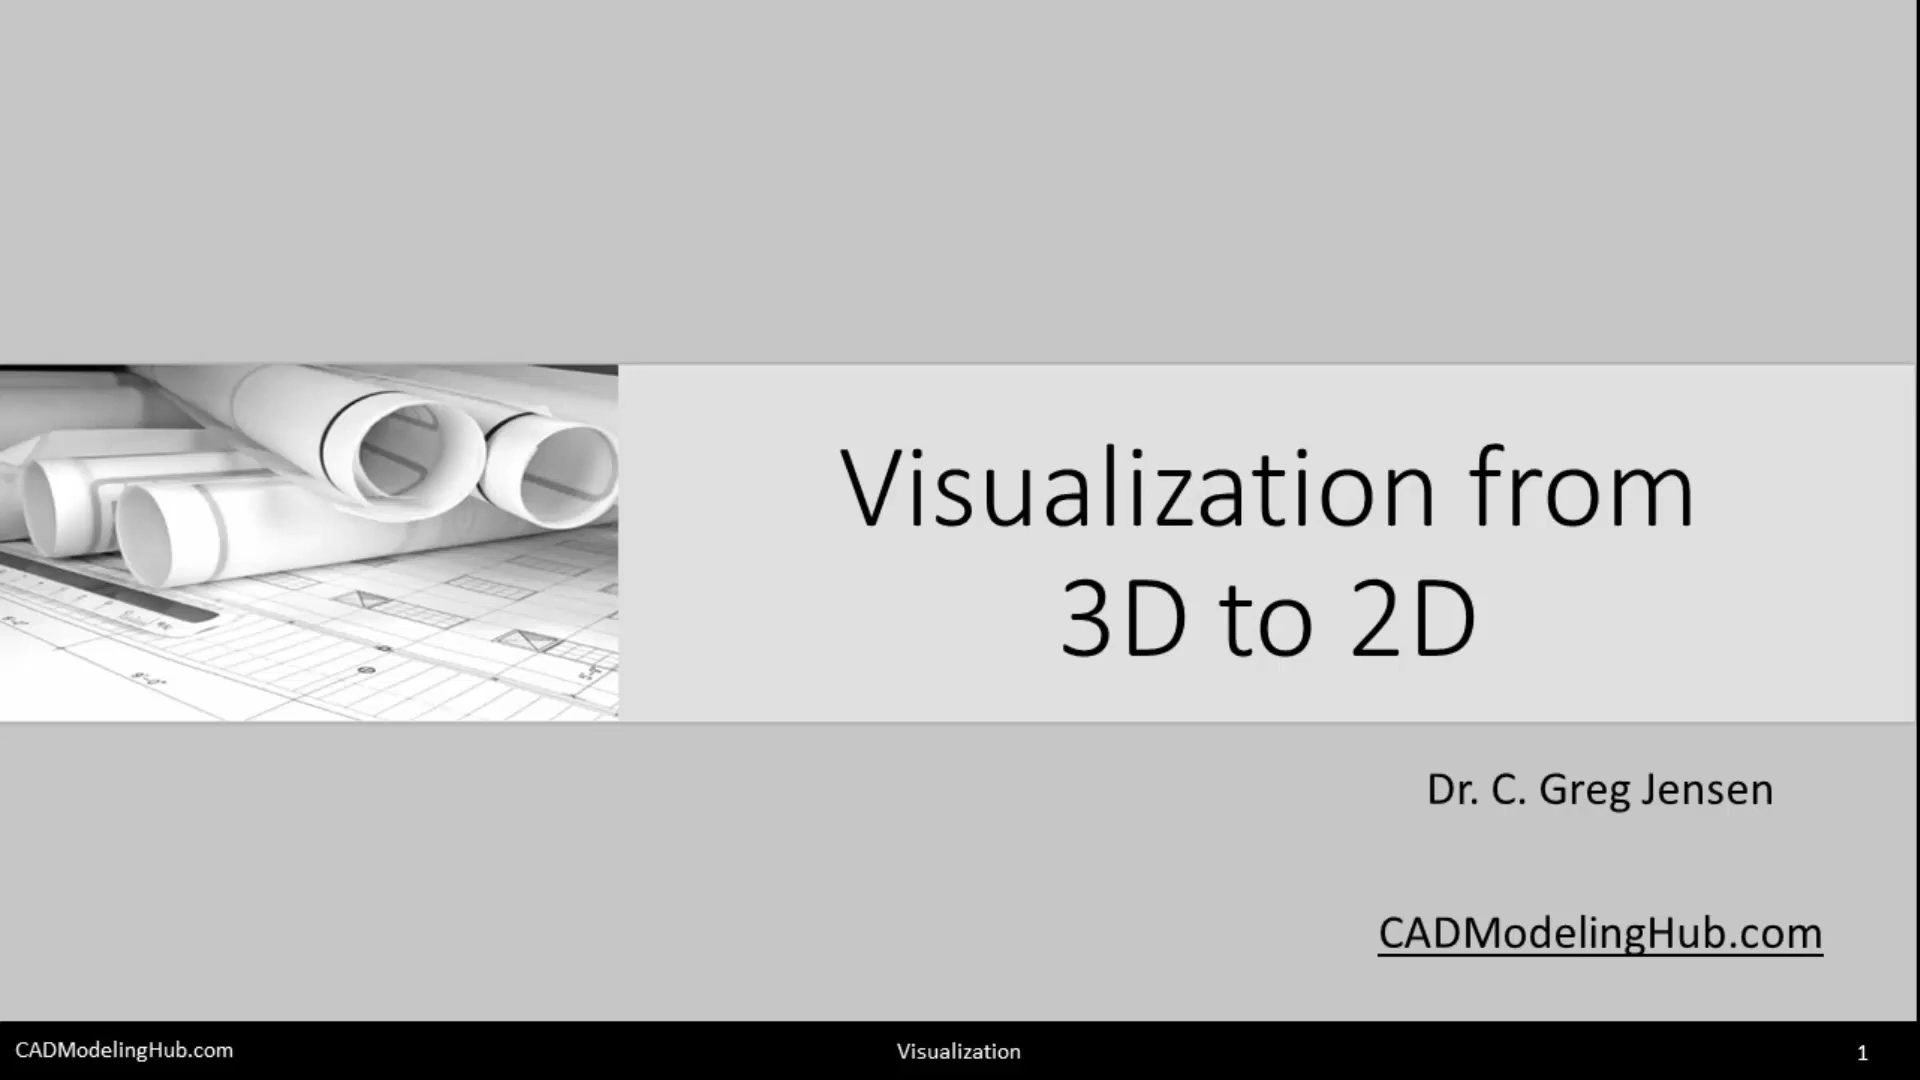 Visualization from
3D to 2D
Dr. C. Greg Jensen
CADModelingHub.com
CADModelingHub.com
Visualization
1